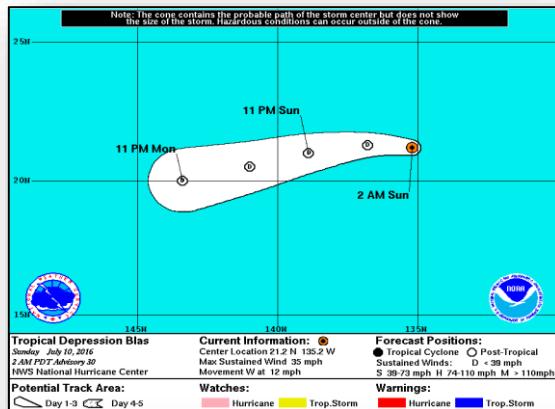 Note: The cone contains the probable path of the storm center but does not show
the size of the storm. Hazardous conditions can occur outside of the cone.
25N
11 PM Sun
11 PM Mon
20N
2 AM Sun
15N
NOAA
145W
140W
135W
Tropical Depression Blas
Sunday July 10, 2016
2 AM PDT Advisory 30
NWS National Hurricane Center
Current Information:
Center Location 21.2 N 135.2 W
Max Sustained Wind 35 mph
Movement W at 12 mph
Forecast Positions:
Tropical Cyclone Post-Tropical
Sustained Winds: D < 39 mph
S 39-73 mph H 74-110 mph M > 110mph
Potential Track Area:
Day 1-3 Day 4-5
Watches:
Hurricane Trop.Storm
Warnings:
Hurricane Trop.Storm